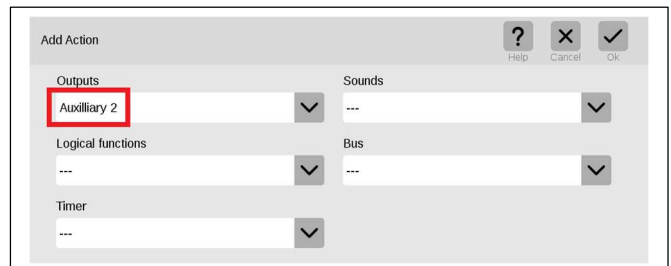 Add Action
?
Help Cancel Ok
Outputs Sounds
Auxilliary 2 ---
Logical functions Bus
--- ---
Timer
---